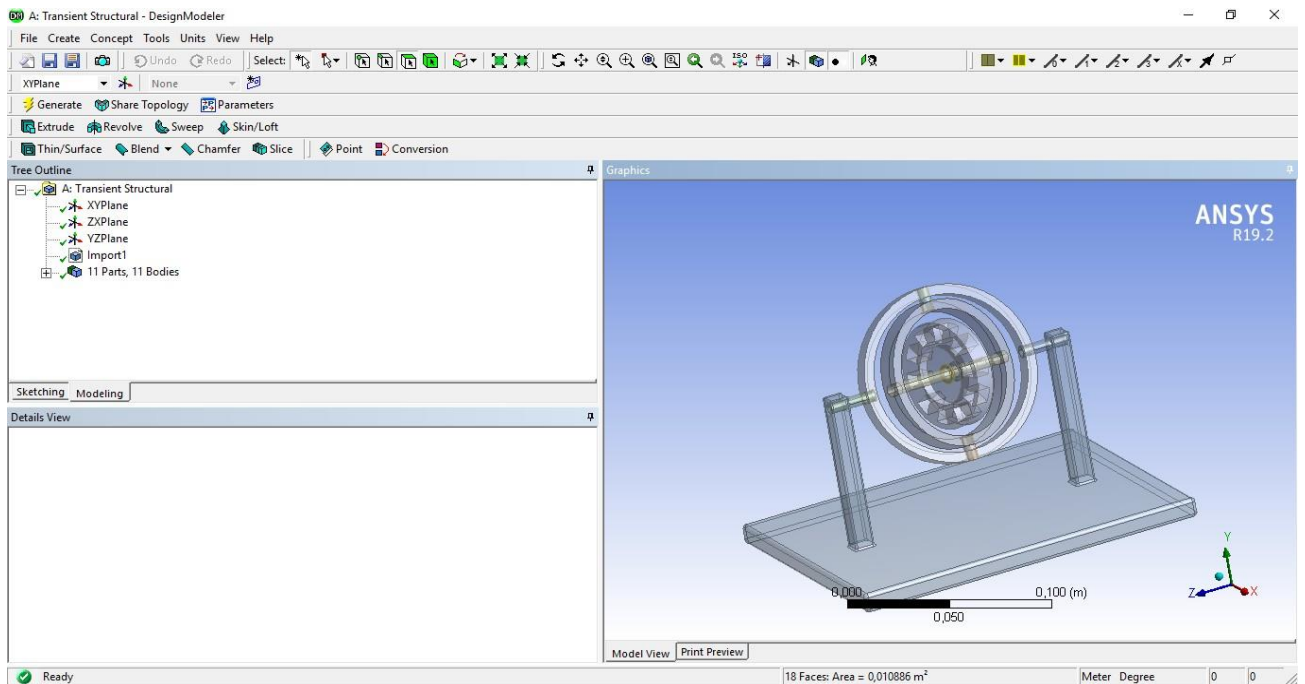 A: Transient Structural - DesignModeler
File Create Concept Tools Units View Help
Undo Redo Select: ISO
XYPlane None
Generate Share Topology Parameters
Extrude Revolve Sweep Skin/Loft
Thin/Surface Blend Chamfer Slice Point Conversion
Tree Outline
A: Transient Structural
XYPlane
ZXPlane
YZPlane
Import1
11 Parts, 11 Bodies
Sketching Modeling
Details View
Graphics
ANSYS
R19.2
Y
Z X
0,000 0,100 (m)
0,050
Model View Print Preview
Ready 18 Faces: Area = 0,010886 m² Meter Degree 0 0